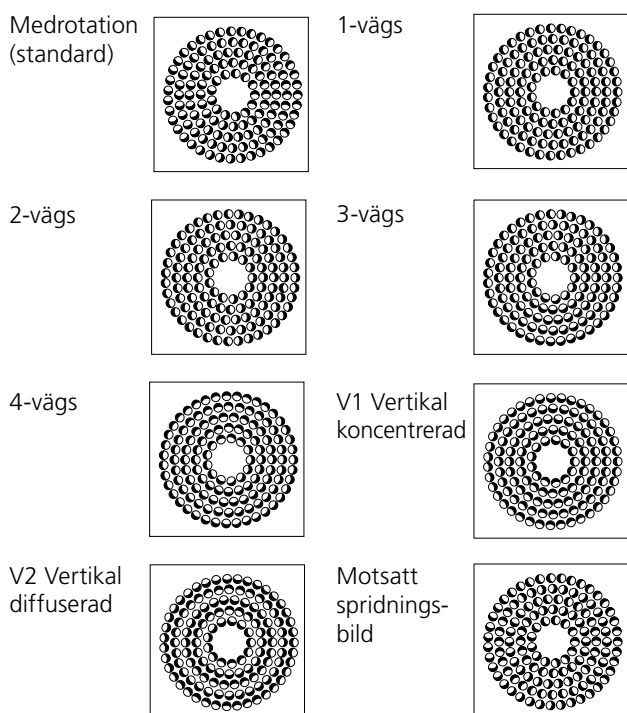 Medrotation
(standard)
1-vägs
2-vägs
3-vägs
4-vägs
V1 Vertikal
koncentrerad
V2 Vertikal
diffuserad
Motsatt
spridnings-
bild